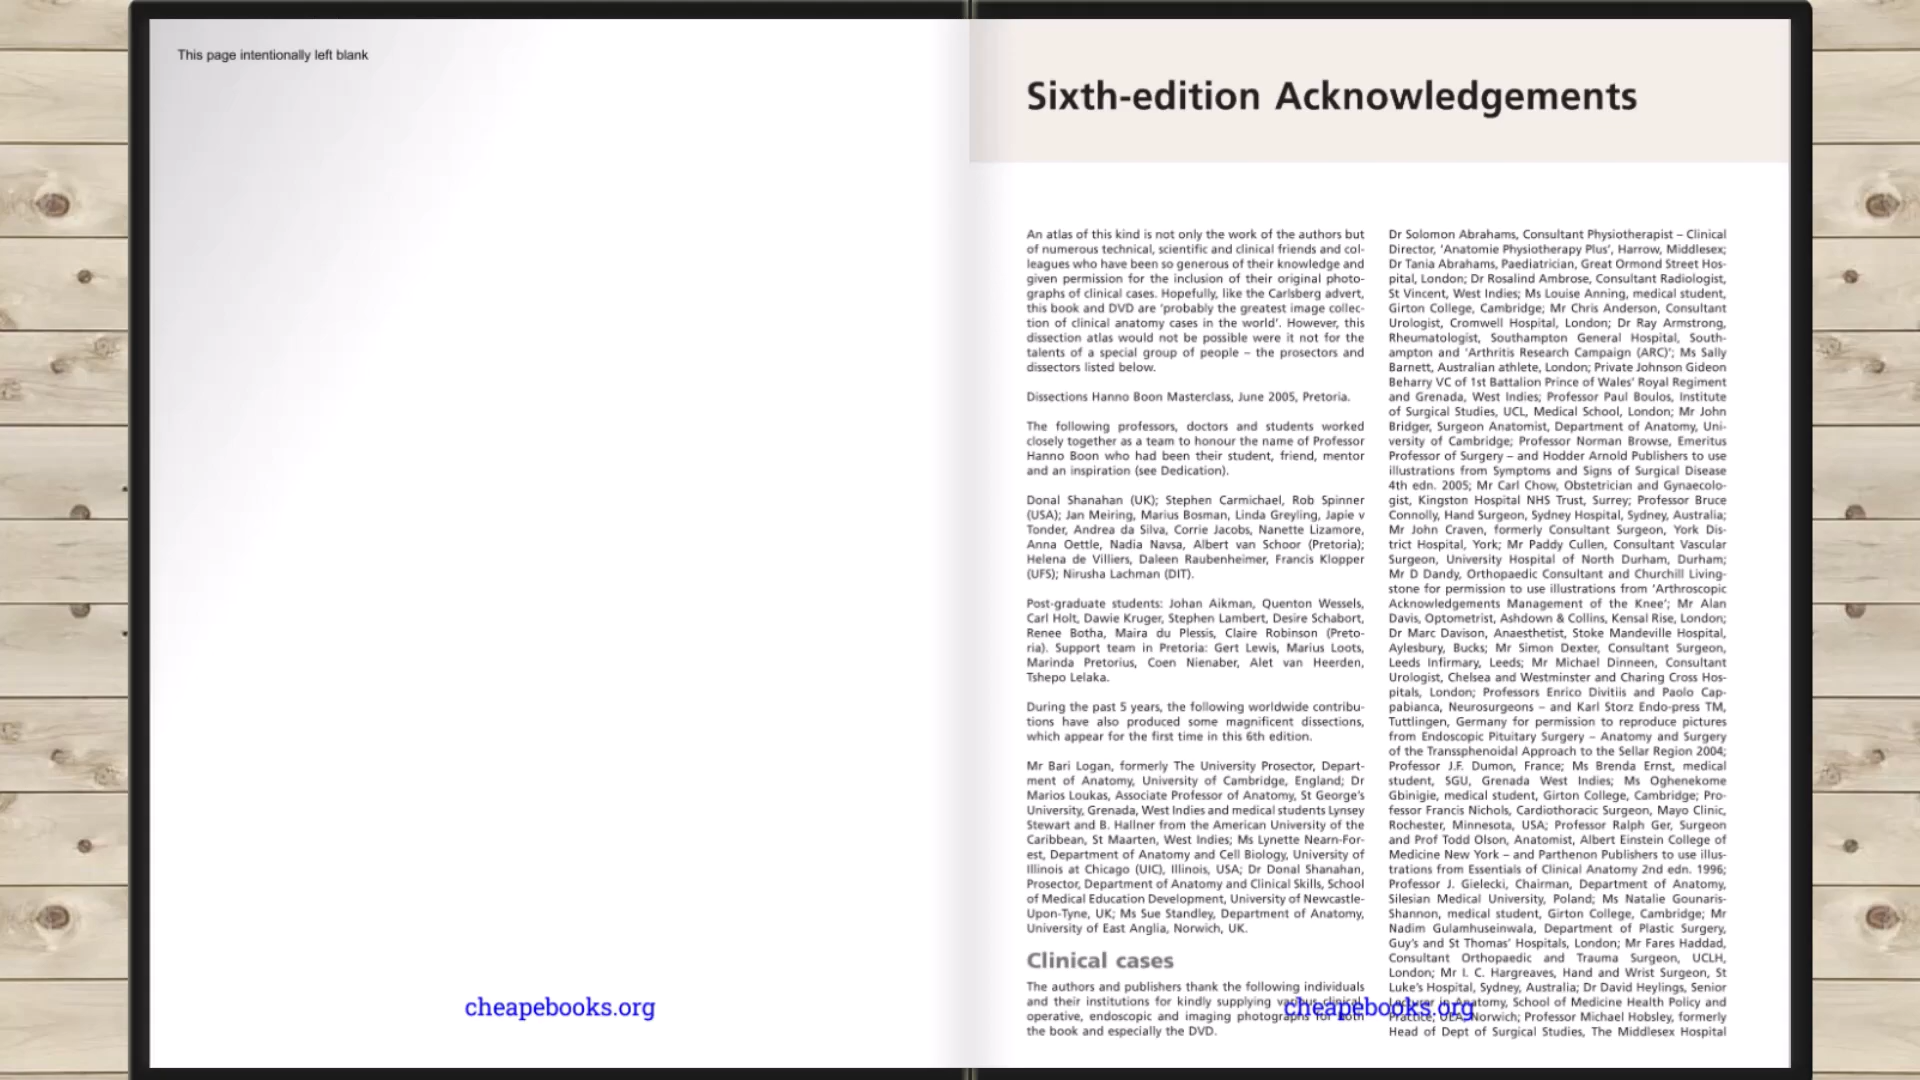 This page intentionally left blank
cheapebooks.org
Sixth-edition Acknowledgements
An atlas of this kind is not only the work of the authors but
of numerous technical, scientific and clinical friends and col-
leagues who have been so generous of their knowledge and
given permission for the inclusion of their original photo-
graphs of clinical cases. Hopefully, like the Carlsberg advert,
this book and DVD are 'probably the greatest image collec-
tion of clinical anatomy cases in the world'. However, this
dissection atlas would not be possible were it not for the
talents of a special group of people – the prosectors and
dissectors listed below.
Dissections Hanno Boon Masterclass, June 2005, Pretoria.
The following professors, doctors and students worked
closely together as a team to honour the name of Professor
Hanno Boon who had been their student, friend, mentor
and an inspiration (see Dedication).
Donal Shanahan (UK); Stephen Carmichael, Rob Spinner
(USA); Jan Meiring, Marius Bosman, Linda Greyling, Japie v
Tonder, Andrea da Silva, Corrie Jacobs, Nanette Lizamore,
Anna Oettle, Nadia Navsa, Albert van Schoor (Pretoria);
Helena de Villiers, Daleen Raubenheimer, Francis Klopper
(UFS); Nirusha Lachman (DIT).
Post-graduate students: Johan Aikman, Quenton Wessels,
Carl Holt, Dawie Kruger, Stephen Lambert, Desire Schabort,
Renee Botha, Maira du Plessis, Claire Robinson (Preto-
ria). Support team in Pretoria: Gert Lewis, Marius Loots,
Marinda Pretorius, Coen Nienaber, Alet van Heerden,
Tshepo Lelaka.
During the past 5 years, the following worldwide contribu-
tions have also produced some magnificent dissections,
which appear for the first time in this 6th edition.
Mr Bari Logan, formerly The University Prosector, Depart-
ment of Anatomy, University of Cambridge, England; Dr
Marios Loukas, Associate Professor of Anatomy, St George's
University, Grenada, West Indies and medical students Lynsey
Stewart and B. Hallner from the American University of the
Caribbean, St Maarten, West Indies; Ms Lynette Nearn-For-
est, Department of Anatomy and Cell Biology, University of
Illinois at Chicago (UIC), Illinois, USA; Dr Donal Shanahan,
Prosector, Department of Anatomy and Clinical Skills, School
of Medical Education Development, University of Newcastle-
Upon-Tyne, UK; Ms Sue Standley, Department of Anatomy,
University of East Anglia, Norwich, UK.
Clinical cases
The authors and publishers thank the following individuals
and their institutions for kindly supplying various clinical,
operative, endoscopic and imaging photographs for both
the book and especially the DVD.
Dr Solomon Abrahams, Consultant Physiotherapist – Clinical
Director, 'Anatomie Physiotherapy Plus', Harrow, Middlesex;
Dr Tania Abrahams, Paediatrician, Great Ormond Street Hos-
pital, London; Dr Rosalind Ambrose, Consultant Radiologist,
St Vincent, West Indies; Ms Louise Anning, medical student,
Girton College, Cambridge; Mr Chris Anderson, Consultant
Urologist, Cromwell Hospital, London; Dr Ray Armstrong,
Rheumatologist, Southampton General Hospital, South-
ampton and 'Arthritis Research Campaign (ARC)'; Ms Sally
Barnett, Australian athlete, London; Private Johnson Gideon
Beharry VC of 1st Battalion Prince of Wales' Royal Regiment
and Grenada, West Indies; Professor Paul Boulos, Institute
of Surgical Studies, UCL, Medical School, London; Mr John
Bridger, Surgeon Anatomist, Department of Anatomy, Uni-
versity of Cambridge; Professor Norman Browse, Emeritus
Professor of Surgery – and Hodder Arnold Publishers to use
illustrations from Symptoms and Signs of Surgical Disease
4th edn. 2005; Mr Carl Chow, Obstetrician and Gynaecolo-
gist, Kingston Hospital NHS Trust, Surrey; Professor Bruce
Connolly, Hand Surgeon, Sydney Hospital, Sydney, Australia;
Mr John Craven, formerly Consultant Surgeon, York Dis-
trict Hospital, York; Mr Paddy Cullen, Consultant Vascular
Surgeon, University Hospital of North Durham, Durham;
Mr D Dandy, Orthopaedic Consultant and Churchill Living-
stone for permission to use illustrations from 'Arthroscopic
Acknowledgements Management of the Knee'; Mr Alan
Davis, Optometrist, Ashdown & Collins, Kensal Rise, London;
Dr Marc Davison, Anaesthetist, Stoke Mandeville Hospital,
Aylesbury, Bucks; Mr Simon Dexter, Consultant Surgeon,
Leeds Infirmary, Leeds; Mr Michael Dinneen, Consultant
Urologist, Chelsea and Westminster and Charing Cross Hos-
pitals, London; Professors Enrico Divitiis and Paolo Cap-
pabianca, Neurosurgeons – and Karl Storz Endo-press TM,
Tuttlingen, Germany for permission to reproduce pictures
from Endoscopic Pituitary Surgery – Anatomy and Surgery
of the Transsphenoidal Approach to the Sellar Region 2004;
Professor J.F. Dumon, France; Ms Brenda Ernst, medical
student, SGU, Grenada West Indies; Ms Oghenekome
Gbinigie, medical student, Girton College, Cambridge; Pro-
fessor Francis Nichols, Cardiothoracic Surgeon, Mayo Clinic,
Rochester, Minnesota, USA; Professor Ralph Ger, Surgeon
and Prof Todd Olson, Anatomist, Albert Einstein College of
Medicine New York – and Parthenon Publishers to use illus-
trations from Essentials of Clinical Anatomy 2nd edn. 1996;
Professor J. Gielecki, Chairman, Department of Anatomy,
Silesian Medical University, Poland; Ms Natalie Gounaris-
Shannon, medical student, Girton College, Cambridge; Mr
Nadim Gulamhuseinwala, Department of Plastic Surgery,
Guy's and St Thomas' Hospitals, London; Mr Fares Haddad,
Consultant Orthopaedic and Trauma Surgeon, UCLH,
London; Mr I. C. Hargreaves, Hand and Wrist Surgeon, St
Luke's Hospital, Sydney, Australia; Dr David Heylings, Senior
Lecturer in Anatomy, School of Medicine Health Policy and
Practice, UEA, Norwich; Professor Michael Hobsley, formerly
Head of Dept of Surgical Studies, The Middlesex Hospital
cheapebooks.org